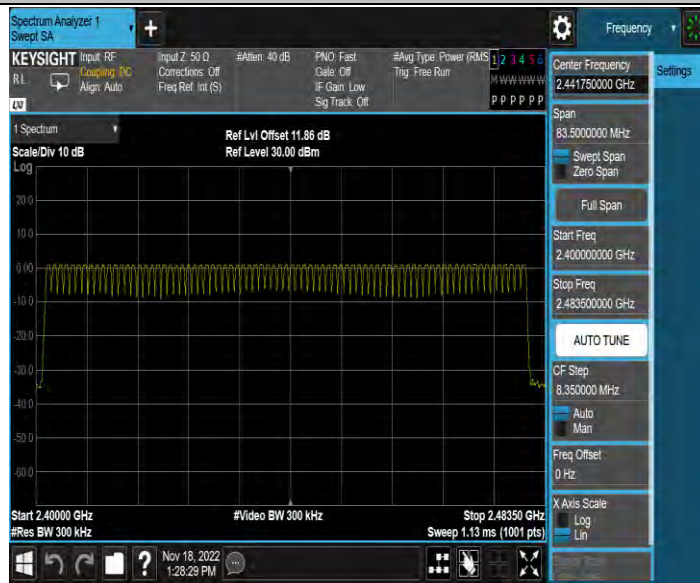 Spectrum Analyzer 1
Swept SA
+
Frequency
KEYSIGHT
Input: RF
Coupling: DC
Align: Auto
Input Z: 50 Ω
Corrections: Off
Freq Ref: Int (S)
#Atten: 40 dB
PNO: Fast
Gate: Off
IF Gain: Low
Sig Track: Off
#Avg Type: Power (RMS
Trig: Free Run
1 2 3 4 5 6
M W W W W W
P P P P P P
RL
LXI
Center Frequency
2.441750000 GHz
Settings
Span
83.5000000 MHz
Swept Span
Zero Span
Full Span
Start Freq
2.400000000 GHz
Stop Freq
2.483500000 GHz
AUTO TUNE
CF Step
8.350000 MHz
Auto
Man
Freq Offset
0 Hz
X Axis Scale
Log
Lin
1 Spectrum
Scale/Div 10 dB
Ref Lvl Offset 11.86 dB
Ref Level 30.00 dBm
Log
20.0
10.0
0.00
-10.0
-20.0
-30.0
-40.0
-50.0
-60.0
Start 2.40000 GHz
#Video BW 300 kHz
Stop 2.48350 GHz
#Res BW 300 kHz
Sweep 1.13 ms (1001 pts)
?
Nov 18, 2022
1:28:29 PM